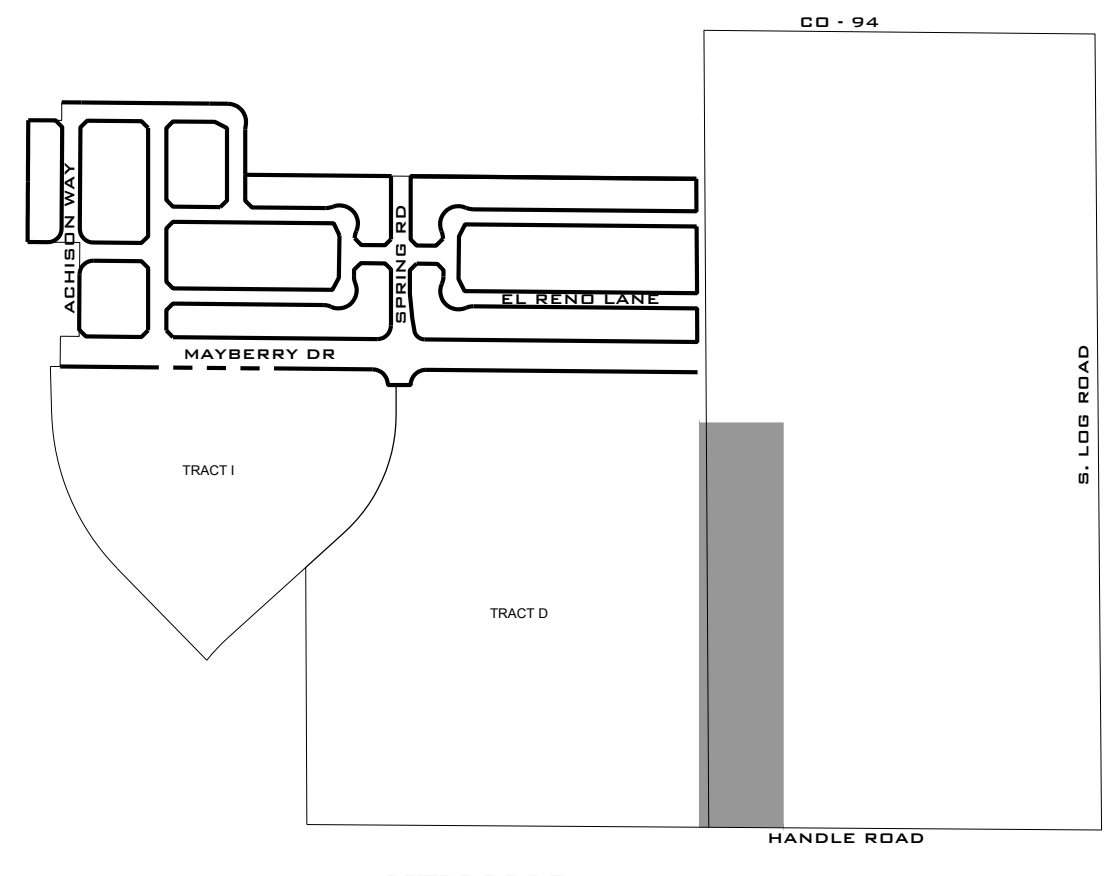 CO - 94
ACHISON WAY
SPRING RD
EL RENO LANE
MAYBERRY DR
S. LOG ROAD
TRACT I
TRACT D
HANDLE ROAD